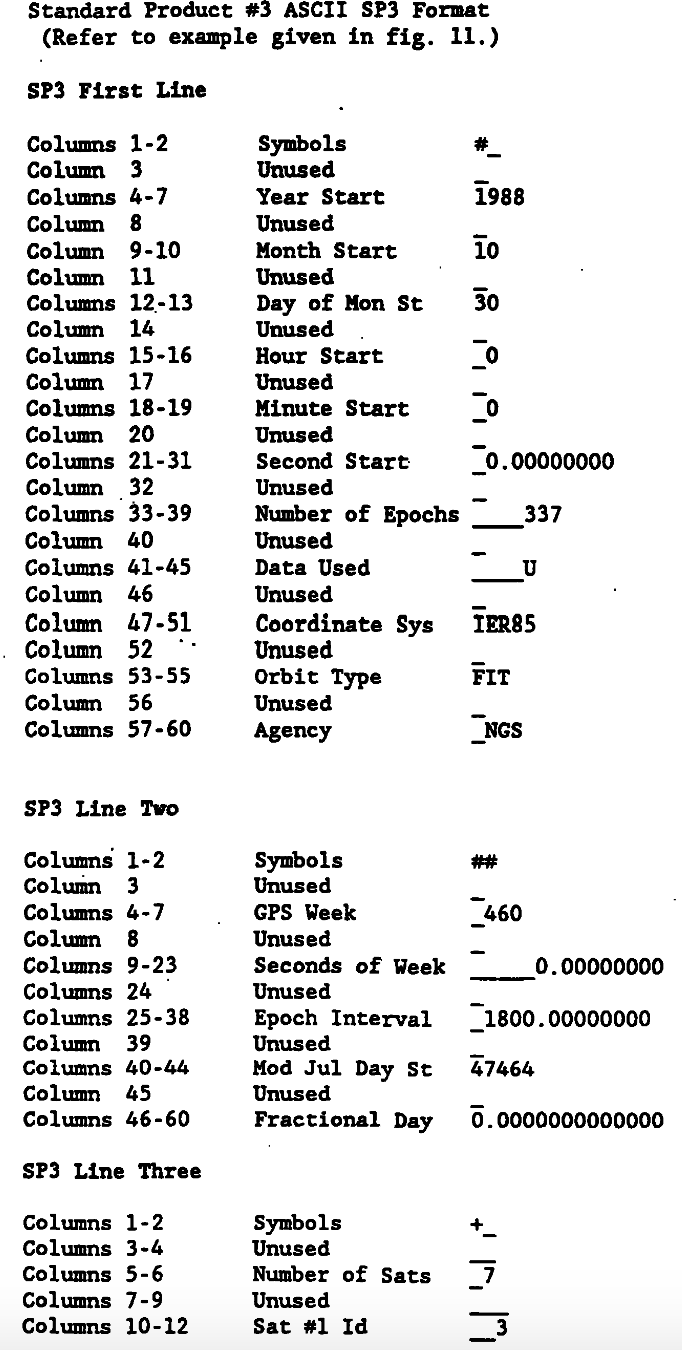 Standard Product #3 ASCII SP3 Format
(Refer to example given in fig. 11.)
SP3 First Line
Columns 1-2 Symbols #_
Column 3 Unused _
Columns 4-7 Year Start 1988
Column 8 Unused _
Column 9-10 Month Start 10
Column 11 Unused _
Columns 12-13 Day of Mon St 30
Column 14 Unused _
Columns 15-16 Hour Start _0
Column 17 Unused _
Columns 18-19 Minute Start _0
Column 20 Unused _
Columns 21-31 Second Start _0.00000000
Column 32 Unused _
Columns 33-39 Number of Epochs ____337
Column 40 Unused _
Columns 41-45 Data Used ____U
Column 46 Unused _
Column 47-51 Coordinate Sys IER85
Column 52 Unused _
Columns 53-55 Orbit Type FIT
Column 56 Unused _
Columns 57-60 Agency _NGS
SP3 Line Two
Columns 1-2 Symbols ##
Column 3 Unused _
Columns 4-7 GPS Week _460
Column 8 Unused _
Columns 9-23 Seconds of Week _____0.00000000
Columns 24 Unused _
Columns 25-38 Epoch Interval _1800.00000000
Column 39 Unused _
Columns 40-44 Mod Jul Day St 47464
Column 45 Unused _
Columns 46-60 Fractional Day 0.0000000000000
SP3 Line Three
Columns 1-2 Symbols +_
Columns 3-4 Unused __
Columns 5-6 Number of Sats _7
Columns 7-9 Unused ___
Columns 10-12 Sat #1 Id __3